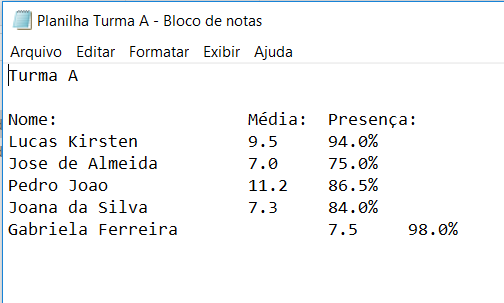 Planilha Turma A - Bloco de notas
Arquivo Editar Formatar Exibir Ajuda
Turma A
Nome: Média: Presença:
Lucas Kirsten 9.5 94.0%
Jose de Almeida 7.0 75.0%
Pedro Joao 11.2 86.5%
Joana da Silva 7.3 84.0%
Gabriela Ferreira 7.5 98.0%